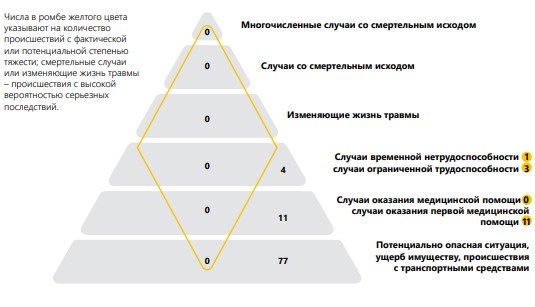 Числа в ромбе желтого цвета
указывают на количество
происшествий с фактической
или потенциальной степенью
тяжести; смертельные случаи
или изменяющие жизнь травмы
– происшествия с высокой
вероятностью серьезных
последствий.
0
Многочисленные случаи со смертельным исходом
0
Случаи со смертельным исходом
0
Изменяющие жизнь травмы
0
4
Случаи временной нетрудоспособности 1
случаи ограниченной трудоспособности 3
0
11
Случаи оказания медицинской помощи 0
случаи оказания первой медицинской
помощи 11
0
77
Потенциально опасная ситуация,
ущерб имуществу, происшествия
с транспортными средствами